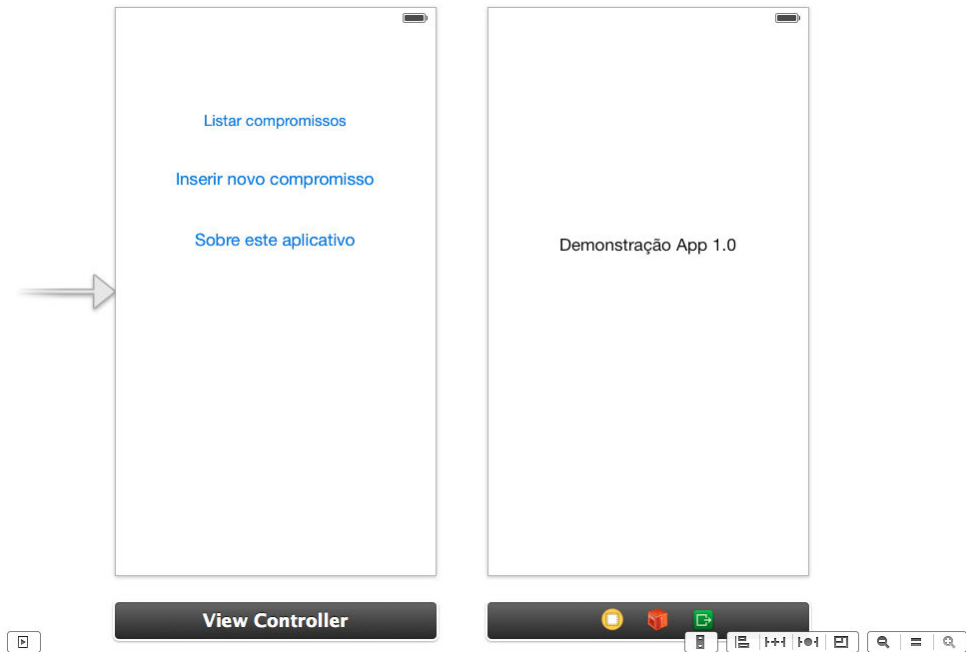 Listar compromissos
Inserir novo compromisso
Sobre este aplicativo
Demonstração App 1.0
View Controller